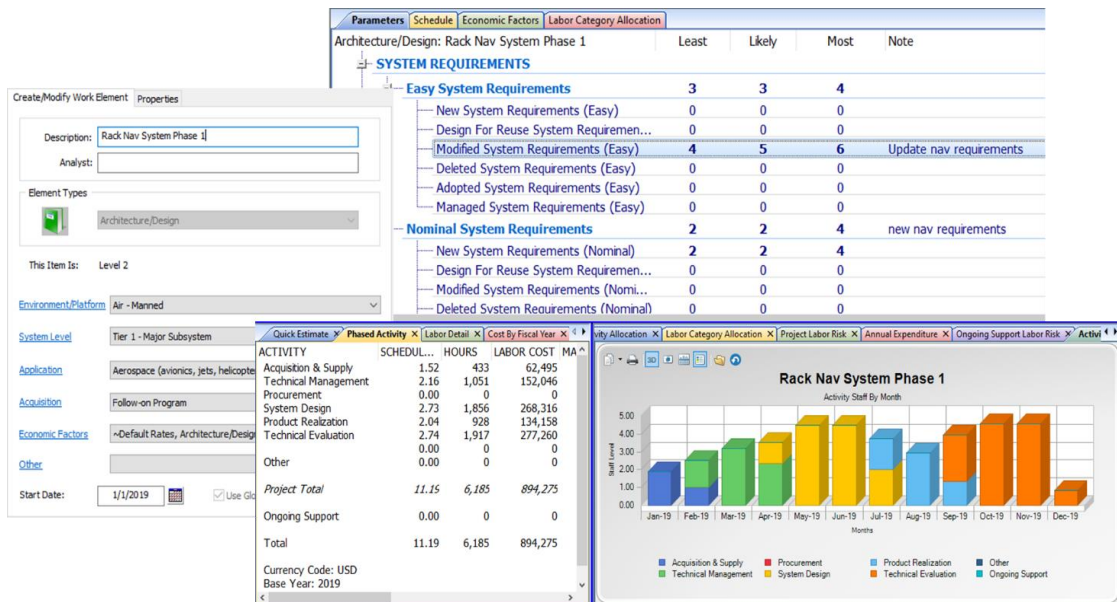 Parameters Schedule Economic Factors Labor Category Allocation
Architecture/Design: Rack Nav System Phase 1 Least Likely Most Note
SYSTEM REQUIREMENTS
Easy System Requirements 3 3 4
New System Requirements (Easy) 0 0 0
Design For Reuse System Requiremen... 0 0 0
Modified System Requirements (Easy) 4 5 6 Update nav requirements
Deleted System Requirements (Easy) 0 0 0
Adopted System Requirements (Easy) 0 0 0
Managed System Requirements (Easy) 0 0 0
Nominal System Requirements 2 2 4 new nav requirements
New System Requirements (Nominal) 2 2 4
Design For Reuse System Requiremen... 0 0 0
Modified System Requirements (Nomi... 0 0 0
Deleted System Requirements (Nominal) 0 0 0
Create/Modify Work Element Properties
Description: Rack Nav System Phase 1
Analyst:
Element Types
Architecture/Design
This Item Is: Level 2
Environment/Platform Air - Manned
System Level Tier 1 - Major Subsystem
Application Aerospace (avionics, jets, helicopte
Acquisition Follow-on Program
Economic Factors ~Default Rates, Architecture/Desig
Other
Start Date: 1/1/2019 Use Glo
Quick Estimate Phased Activity Labor Detail Cost By Fiscal Year
ACTIVITY SCHEDUL... HOURS LABOR COST MA
Acquisition & Supply 1.52 433 62,495
Technical Management 2.16 1,051 152,046
Procurement 0.00 0 0
System Design 2.73 1,856 268,316
Product Realization 2.04 928 134,158
Technical Evaluation 2.74 1,917 277,260
0.00 0 0
Other 0.00 0 0
Project Total 11.19 6,185 894,275
Ongoing Support 0.00 0 0
Total 11.19 6,185 894,275
Currency Code: USD
Base Year: 2019
vity Allocation Labor Category Allocation Project Labor Risk Annual Expenditure Ongoing Support Labor Risk Activi
3D
Rack Nav System Phase 1
Activity Staff By Month
Staff Level
5.00
4.00
3.00
2.00
1.00
0.00
Jan-19 Feb-19 Mar-19 Apr-19 May-19 Jun-19 Jul-19 Aug-19 Sep-19 Oct-19 Nov-19 Dec-19
Months
Acquisition & Supply Procurement Product Realization Other
Technical Management System Design Technical Evaluation Ongoing Support